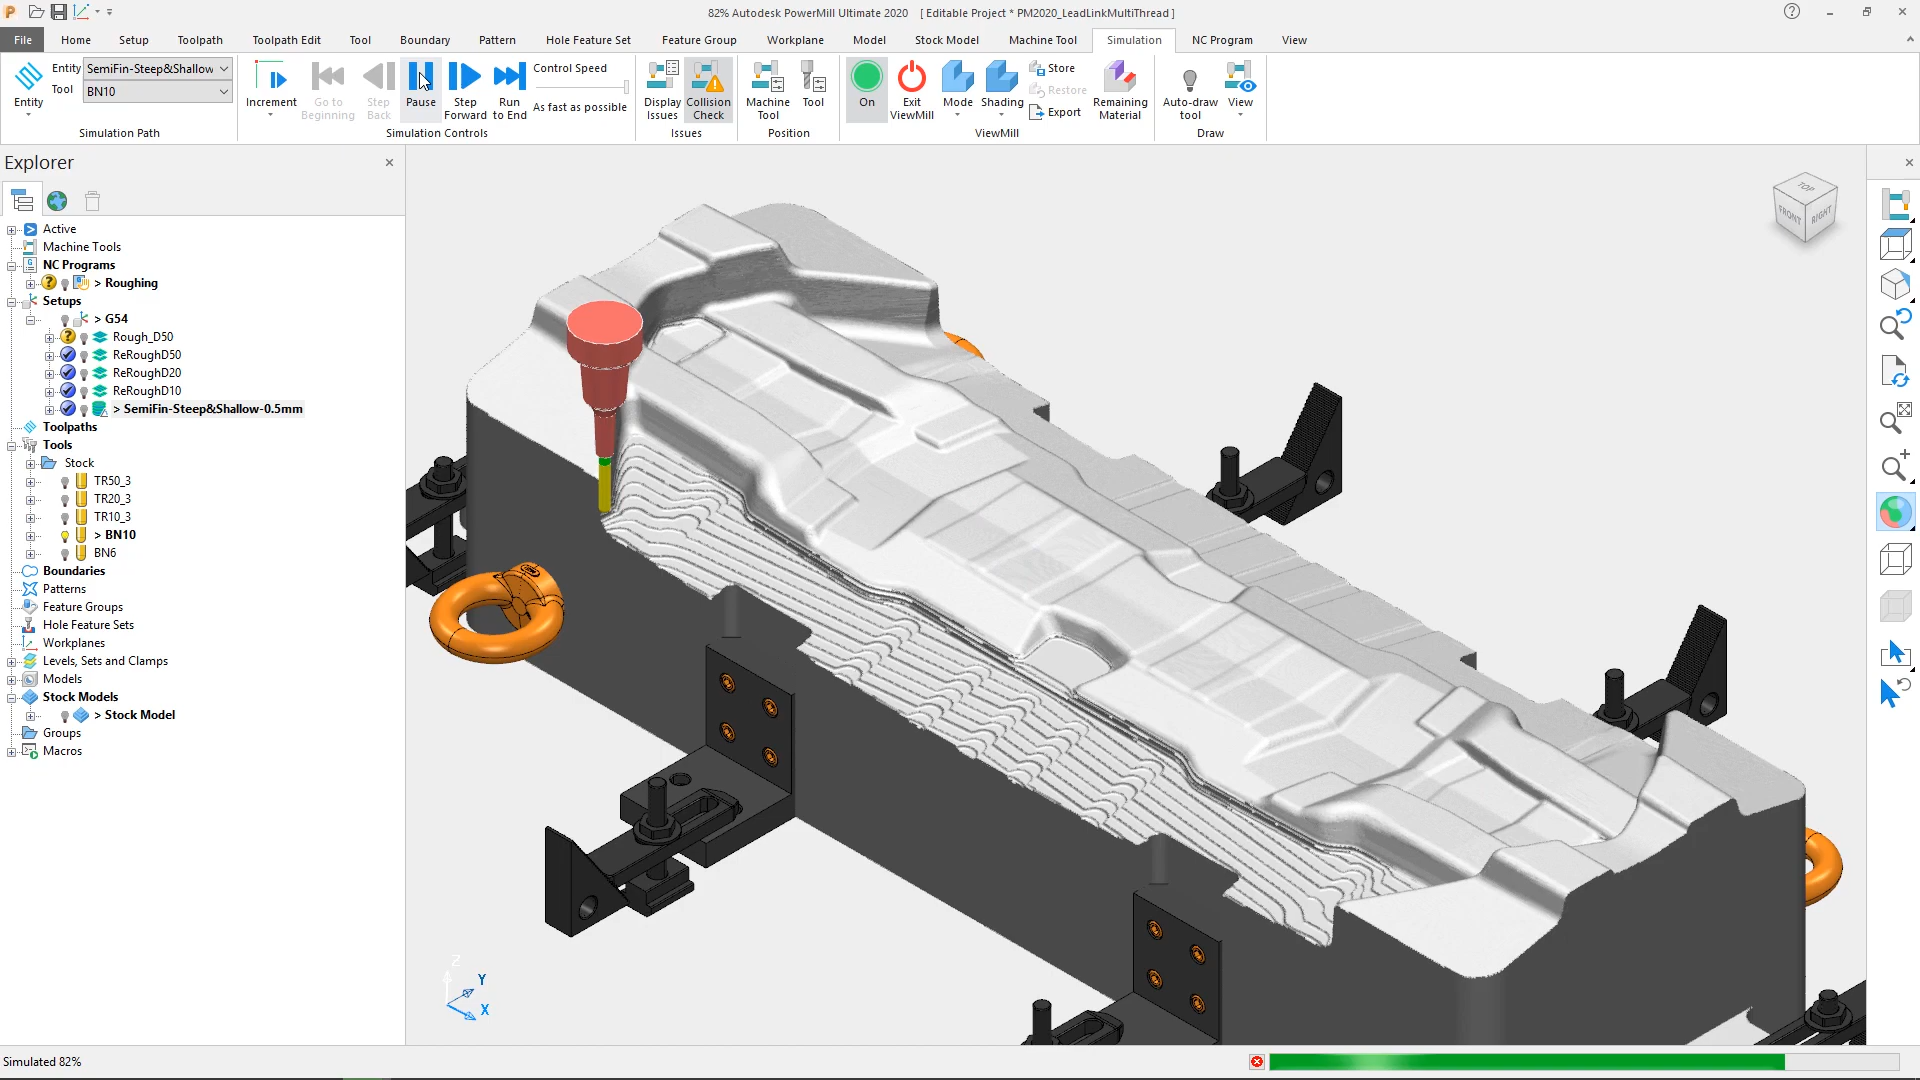 82% Autodesk PowerMill Ultimate 2020 [ Editable Project * PM2020_LeadLinkMultiThread ]
File Home Setup Toolpath Toolpath Edit Tool Boundary Pattern Hole Feature Set Feature Group Workplane Model Stock Model Machine Tool Simulation NC Program View
Entity
Entity SemiFin-Steep&Shallow
Tool BN10
Simulation Path
Increment
Go to Beginning
Step Back
Pause
Step Forward
Run to End
Control Speed
As fast as possible
Simulation Controls
Display Issues
Collision Check
Issues
Machine Tool
Tool
Position
On
Exit ViewMill
Mode
Shading
Store
Restore
Export
Remaining Material
ViewMill
Auto-draw tool
View
Draw
Explorer
Active
Machine Tools
NC Programs
> Roughing
Setups
> G54
Rough_D50
ReRoughD50
ReRoughD20
ReRoughD10
> SemiFin-Steep&Shallow-0.5mm
Toolpaths
Tools
Stock
TR50_3
TR20_3
TR10_3
> BN10
BN6
Boundaries
Patterns
Feature Groups
Hole Feature Sets
Workplanes
Levels, Sets and Clamps
Models
Stock Models
> Stock Model
Groups
Macros
TOP
FRONT
RIGHT
Z
Y
X
Simulated 82%